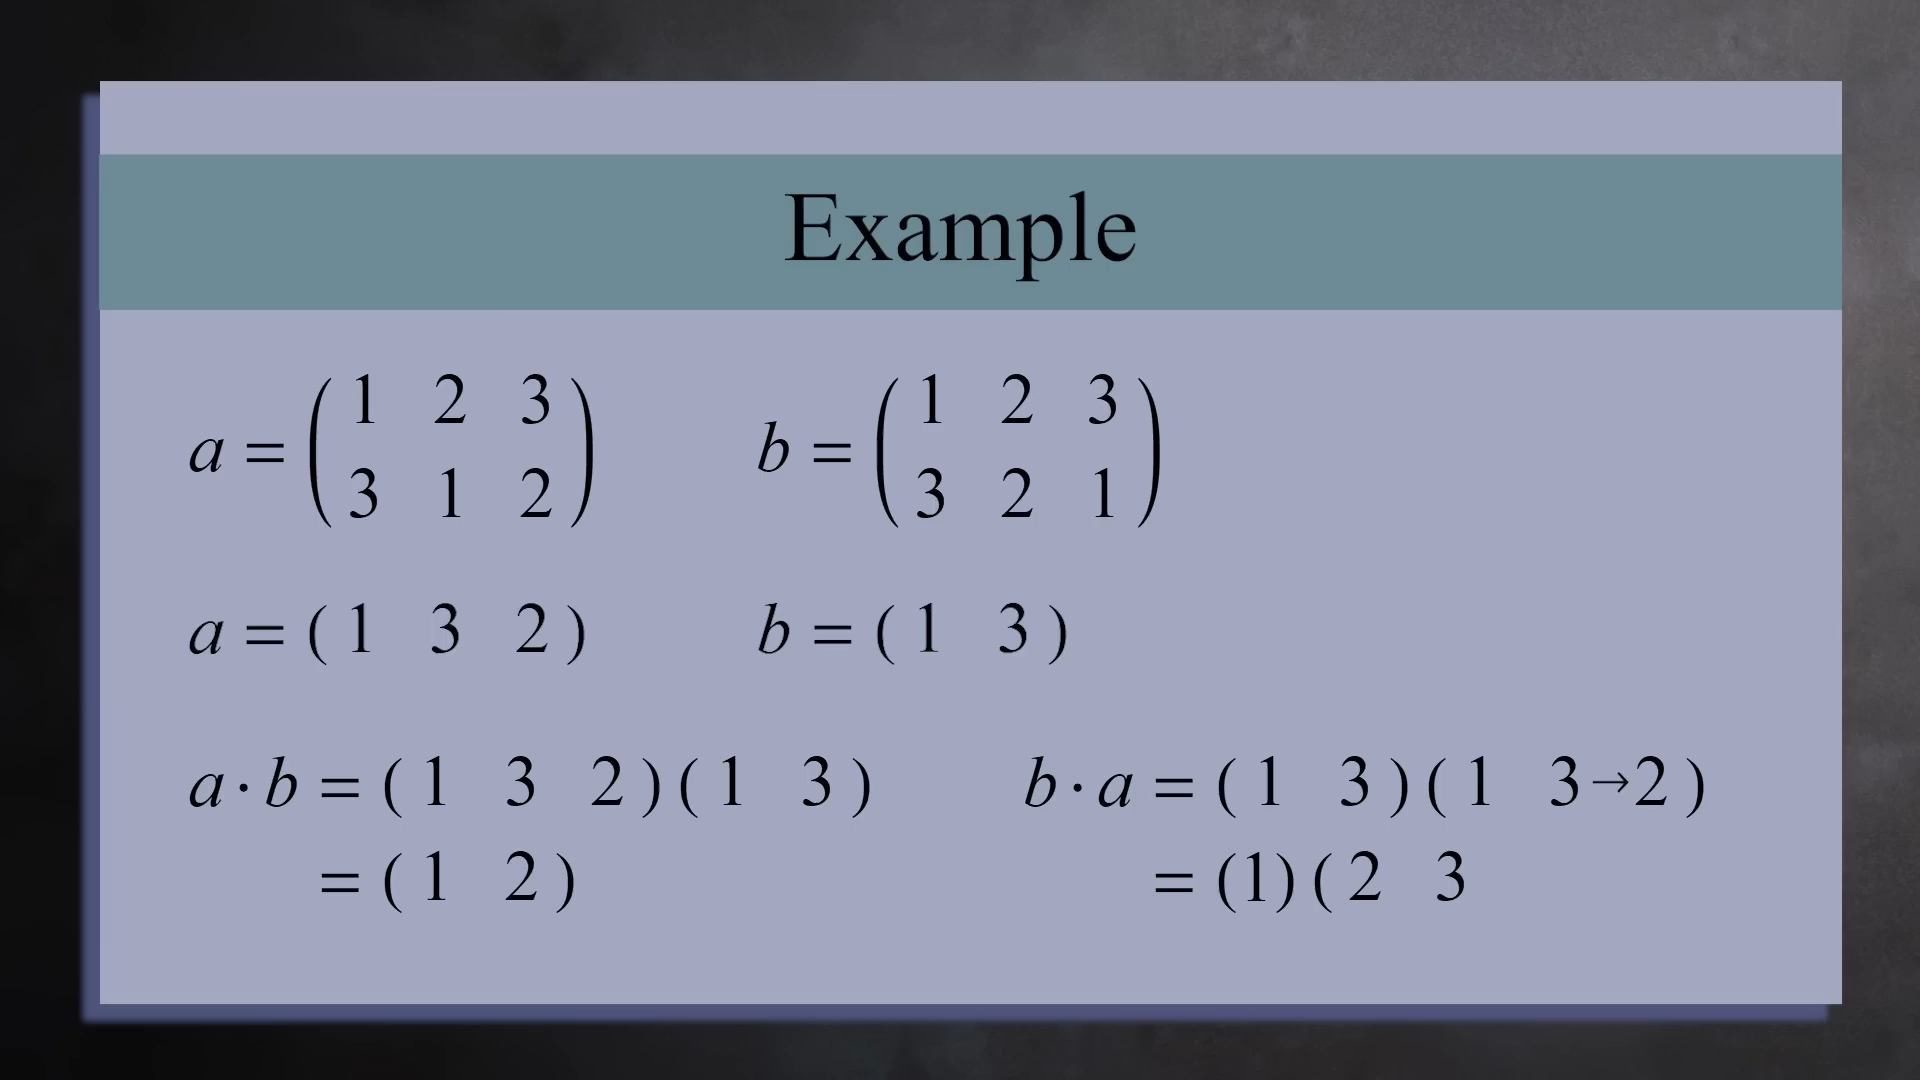 Example
a = ( 1 2 3 ) b = ( 1 2 3 )
3 1 2 3 2 1
a = ( 1 3 2 ) b = ( 1 3 )
a · b = ( 1 3 2 ) ( 1 3 ) b · a = ( 1 3 ) ( 1 3 → 2 )
= ( 1 2 ) = (1) ( 2 3